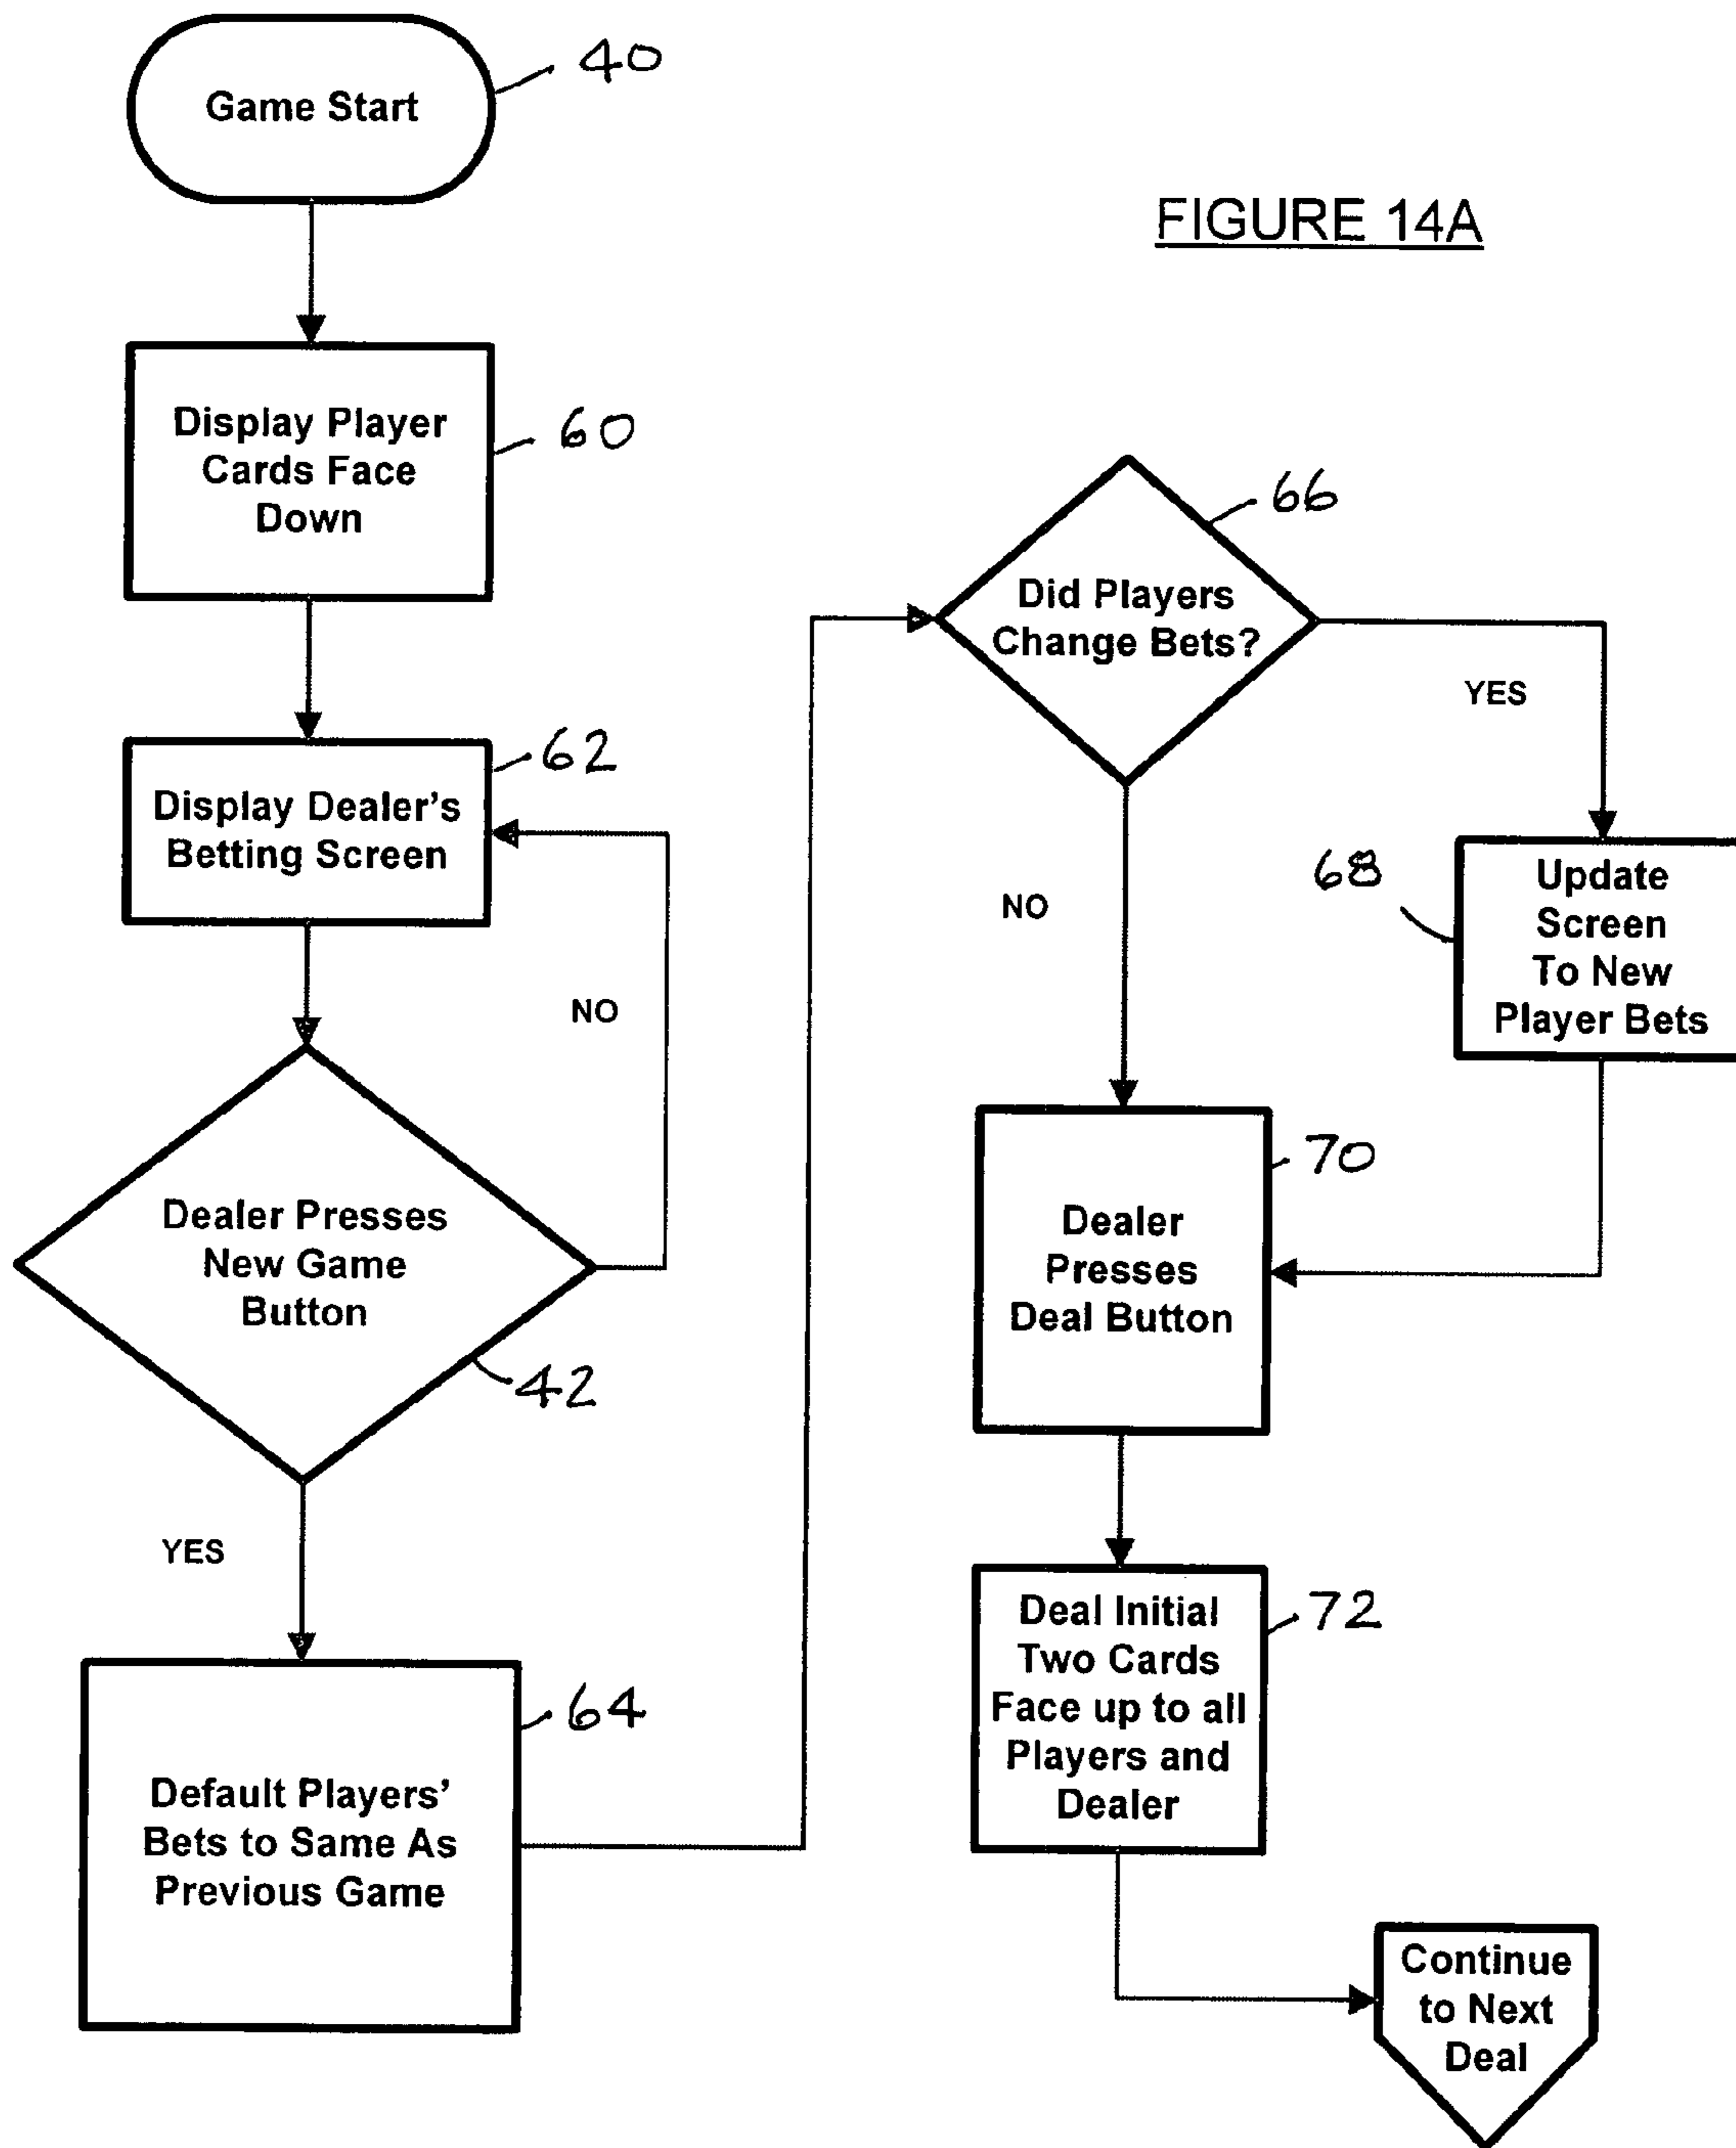 Game Start
40
FIGURE 14A
Display Player
Cards Face
Down
60
Display Dealer's
Betting Screen
62
NO
Dealer Presses
New Game
Button
42
YES
Default Players'
Bets to Same As
Previous Game
64
Did Players
Change Bets?
66
YES
NO
Update
Screen
To New
Player Bets
68
Dealer
Presses
Deal Button
70
Deal Initial
Two Cards
Face up to all
Players and
Dealer
72
Continue
to Next
Deal